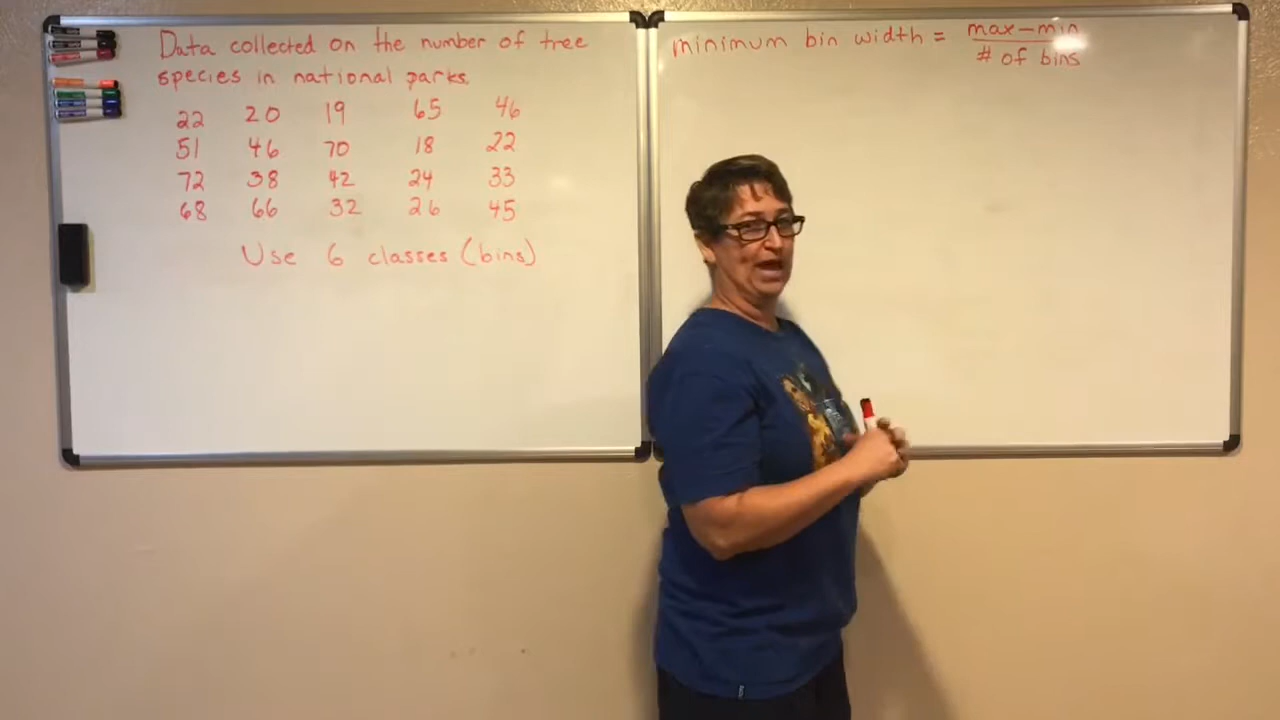 Data collected on the number of tree
species in national parks.
22 20 19 65 46
51 46 70 18 22
72 38 42 24 33
68 66 32 26 45
Use 6 classes (bins)
minimum bin width = max-min
# of bins